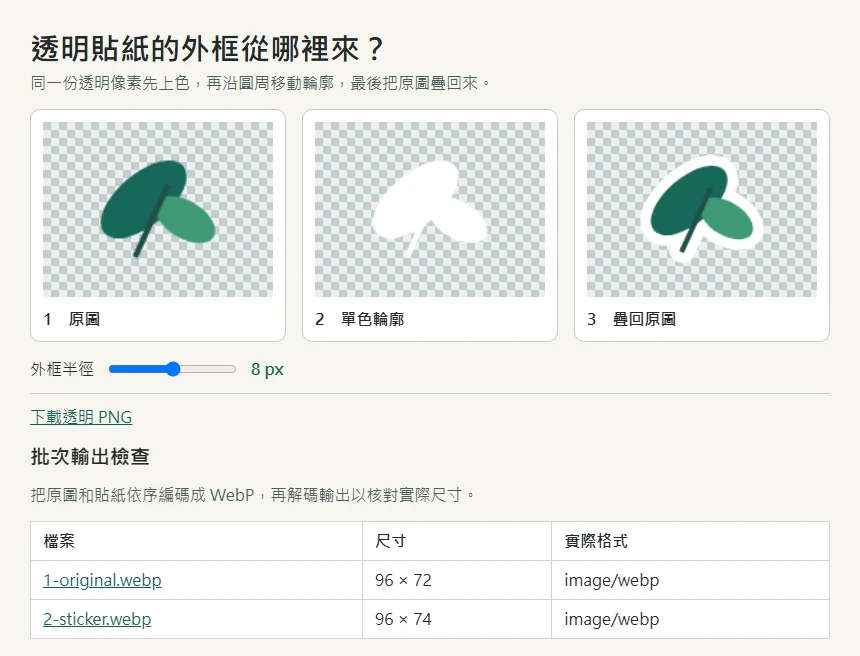 透明貼紙的外框從哪裡來？
同一份透明像素先上色，再沿圓周移動輪廓，最後把原圖疊回來。
1 原圖
2 單色輪廓
3 疊回原圖
外框半徑 8 px
下載透明 PNG
批次輸出檢查
把原圖和貼紙依序編碼成 WebP，再解碼輸出以核對實際尺寸。
檔案 尺寸 實際格式
1-original.webp 96 × 72 image/webp
2-sticker.webp 96 × 74 image/webp